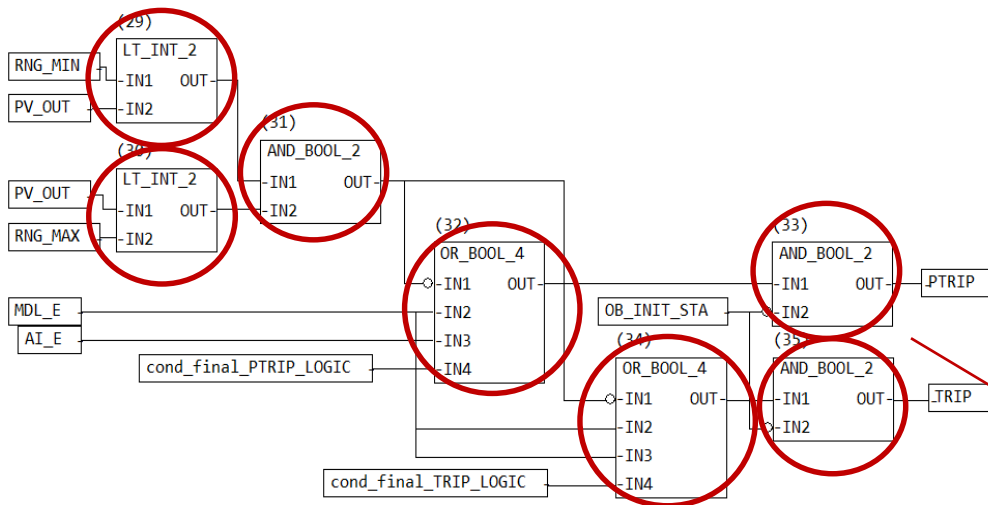 (29)
LT_INT_2
RNG_MIN
-IN1 OUT-
PV_OUT
-IN2
(30)
LT_INT_2
PV_OUT
-IN1 OUT-
RNG_MAX
-IN2
(31)
AND_BOOL_2
-IN1 OUT-
-IN2
(32)
OR_BOOL_4
-IN1 OUT-
MDL_E
-IN2
AI_E
-IN3
cond_final_PTRIP_LOGIC
-IN4
(33)
AND_BOOL_2
-IN1 OUT-
PTRIP
OB_INIT_STA
-IN2
(34)
OR_BOOL_4
-IN1 OUT-
-IN2
-IN3
cond_final_TRIP_LOGIC
-IN4
(35)
AND_BOOL_2
-IN1 OUT-
TRIP
-IN2